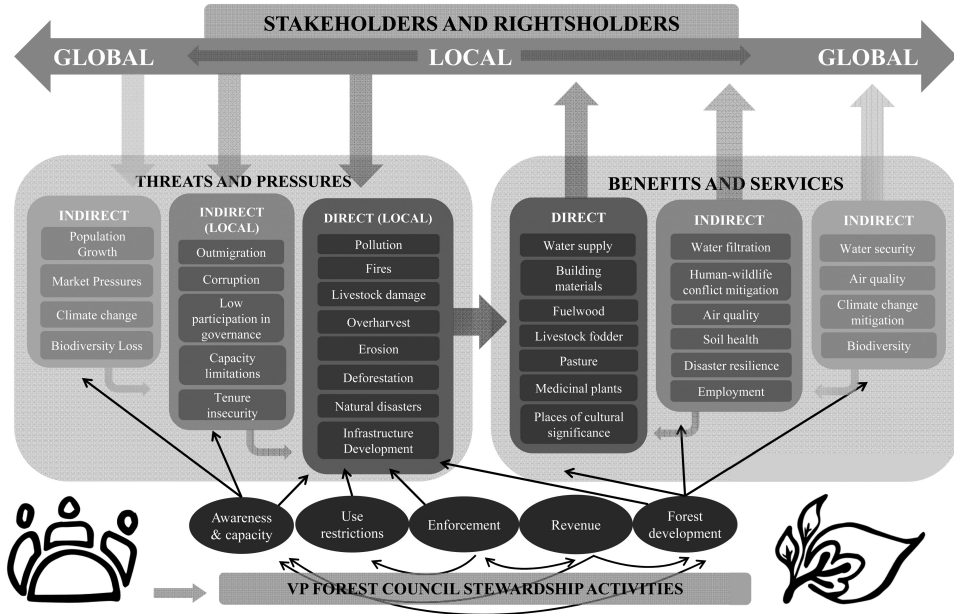 STAKEHOLDERS AND RIGHTSHOLDERS
GLOBAL
LOCAL
GLOBAL
THREATS AND PRESSURES
INDIRECT
Population
Growth
Market Pressures
Climate change
Biodiversity Loss
INDIRECT
(LOCAL)
Outmigration
Corruption
Low
participation in
governance
Capacity
limitations
Tenure
insecurity
DIRECT (LOCAL)
Pollution
Fires
Livestock damage
Overharvest
Erosion
Deforestation
Natural disasters
Infrastructure
Development
BENEFITS AND SERVICES
DIRECT
Water supply
Building
materials
Fuelwood
Livestock fodder
Pasture
Medicinal plants
Places of cultural
significance
INDIRECT
Water filtration
Human-wildlife
conflict mitigation
Air quality
Soil health
Disaster resilience
Employment
INDIRECT
Water security
Air quality
Climate change
mitigation
Biodiversity
Awareness
& capacity
Use
restrictions
Enforcement
Revenue
Forest
development
VP FOREST COUNCIL STEWARDSHIP ACTIVITIES